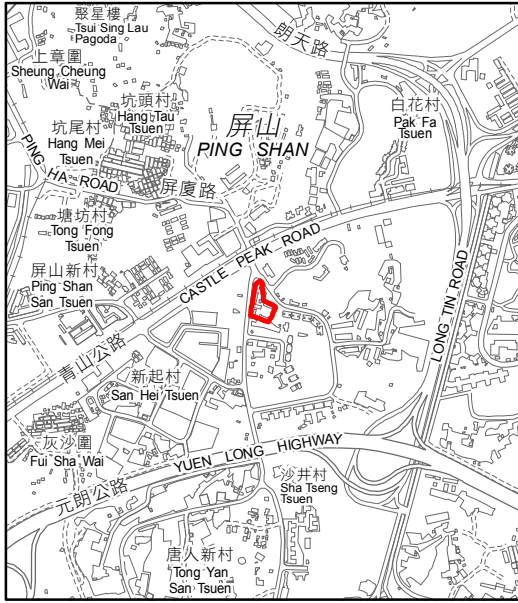 聚星樓
Tsui Sing Lau
Pagoda
上章圍
Sheung Cheung
Wai
朗天路
坑頭村
Hang Tau
Tsuen
屏山
PING SHAN
白花村
Pak Fa
Tsuen
坑尾村
Hang Mei
Tsuen
PING HA ROAD
屏廈路
塘坊村
Tong Fong
Tsuen
CASTLE PEAK ROAD
屏山新村
Ping Shan
San Tsuen
LONG TIN ROAD
青山公路
新起村
San Hei Tsuen
灰沙圍
Fui Sha Wai
YUEN LONG HIGHWAY
元朗公路
沙井村
Sha Tseng
Tsuen
唐人新村
Tong Yan
San Tsuen